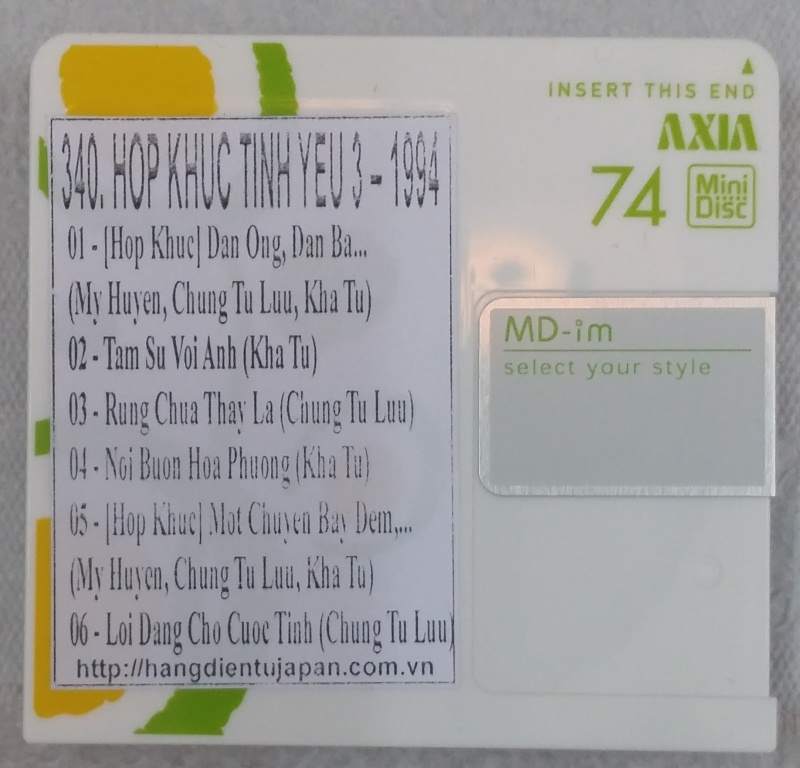 340. HOP KHUC TINH YEU 3 - 1994
01 - [Hop Khuc] Dan Ong, Dan Ba...
(My Huyen, Chung Tu Luu, Kha Tu)
02 - Tam Su Voi Anh (Kha Tu)
03 - Rung Chua Thay La (Chung Tu Luu)
04 - Noi Buon Hoa Phuong (Kha Tu)
05 - [Hop Khuc] Mot Chuyen Bay Dem,...
(My Huyen, Chung Tu Luu, Kha Tu)
06 - Loi Dang Cho Cuoc Tinh (Chung Tu Luu)
http://hangdientujapan.com.vn
INSERT THIS END
AXIA
74
Mini
Disc
MD-im
select your style